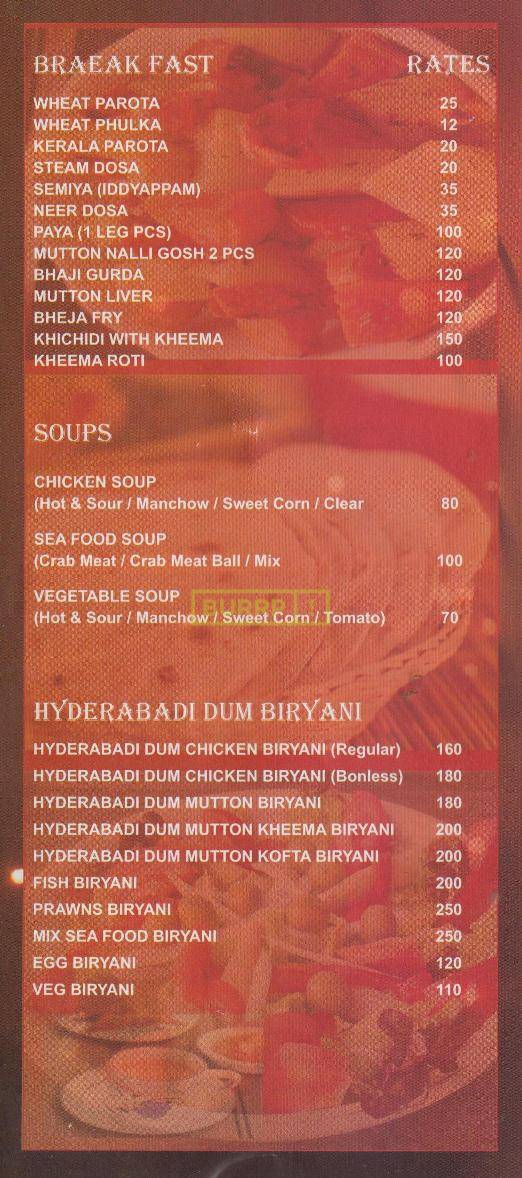 BRAEAK FAST RATES
WHEAT PAROTA 25
WHEAT PHULKA 12
KERALA PAROTA 20
STEAM DOSA 20
SEMIYA (IDDYAPPAM) 35
NEER DOSA 35
PAYA (1 LEG PCS) 100
MUTTON NALLI GOSH 2 PCS 120
BHAJI GURDA 120
MUTTON LIVER 120
BHEJA FRY 120
KHICHIDI WITH KHEEMA 150
KHEEMA ROTI 100
SOUPS
CHICKEN SOUP
(Hot & Sour / Manchow / Sweet Corn / Clear 80
SEA FOOD SOUP
(Crab Meat / Crab Meat Ball / Mix 100
VEGETABLE SOUP
BURRP!
(Hot & Sour / Manchow / Sweet Corn / Tomato) 70
HYDERABADI DUM BIRYANI
HYDERABADI DUM CHICKEN BIRYANI (Regular) 160
HYDERABADI DUM CHICKEN BIRYANI (Bonless) 180
HYDERABADI DUM MUTTON BIRYANI 180
HYDERABADI DUM MUTTON KHEEMA BIRYANI 200
HYDERABADI DUM MUTTON KOFTA BIRYANI 200
FISH BIRYANI 200
PRAWNS BIRYANI 250
MIX SEA FOOD BIRYANI 250
EGG BIRYANI 120
VEG BIRYANI 110